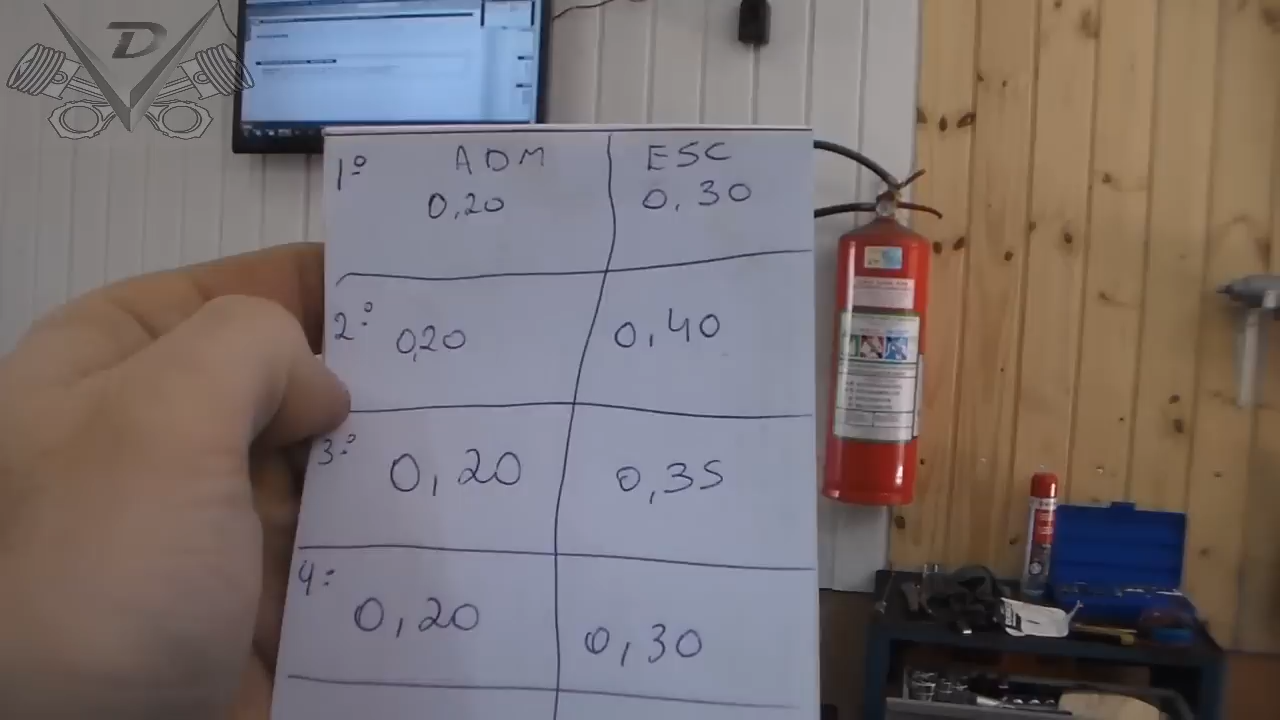 D
1º ADM ESC
0,20 0,30
2º 0,20 0,40
3º 0,20 0,35
4º 0,20 0,30